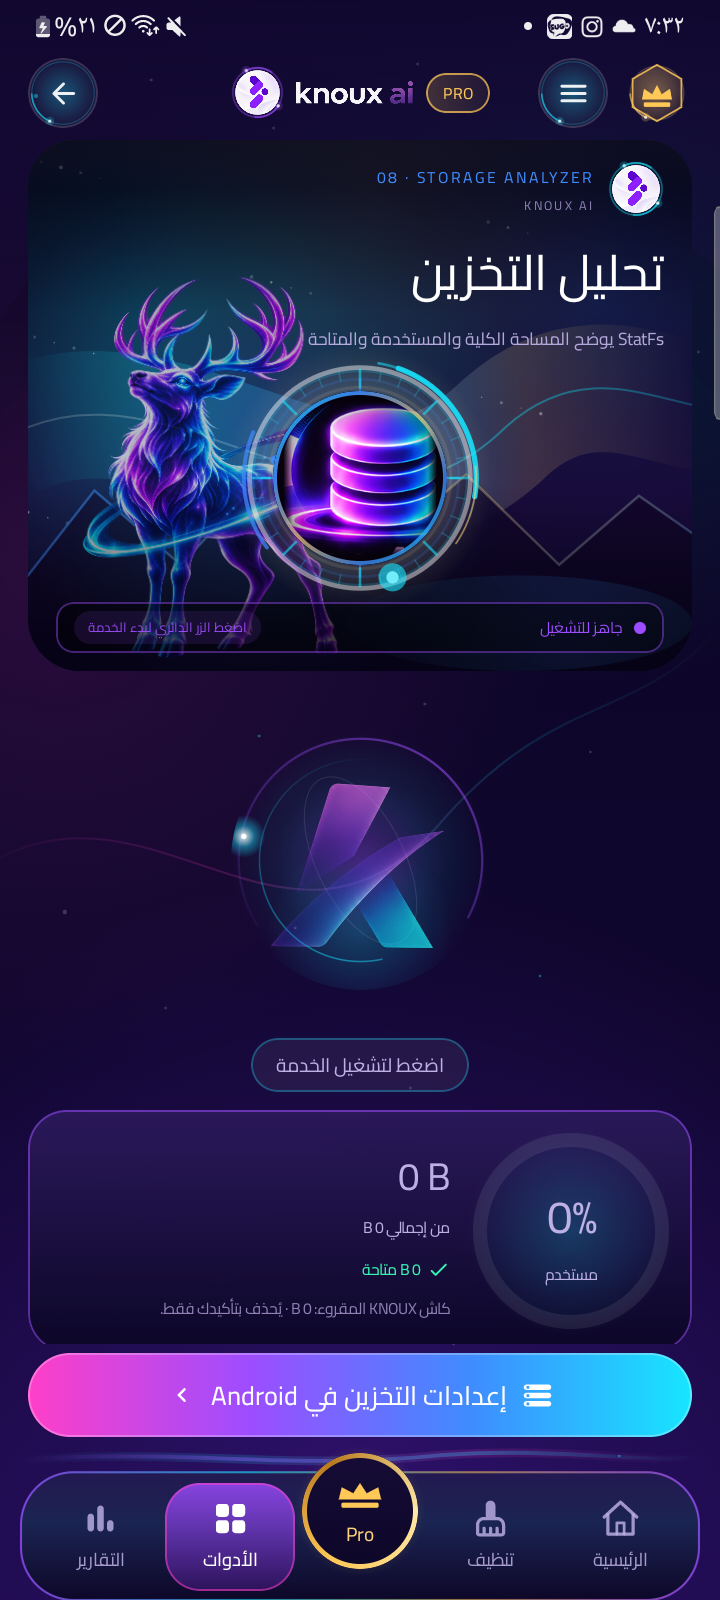 ٧:٣٢
%٢١
knoux ai PRO
08 · STORAGE ANALYZER
KNOUX AI
تحليل التخزين
StatFs يوضح المساحة الكلية والمستخدمة والمتاحة
جاهز للتشغيل
اضغط الزر الدائري لبدء الخدمة
اضغط لتشغيل الخدمة
0%
مستخدم
0 B
من إجمالي 0 B
0 B متاحة
كاش KNOUX المقروء: 0 B · يُحذف بتأكيدك فقط.
إعدادات التخزين في Android
الرئيسية
تنظيف
Pro
الأدوات
التقارير